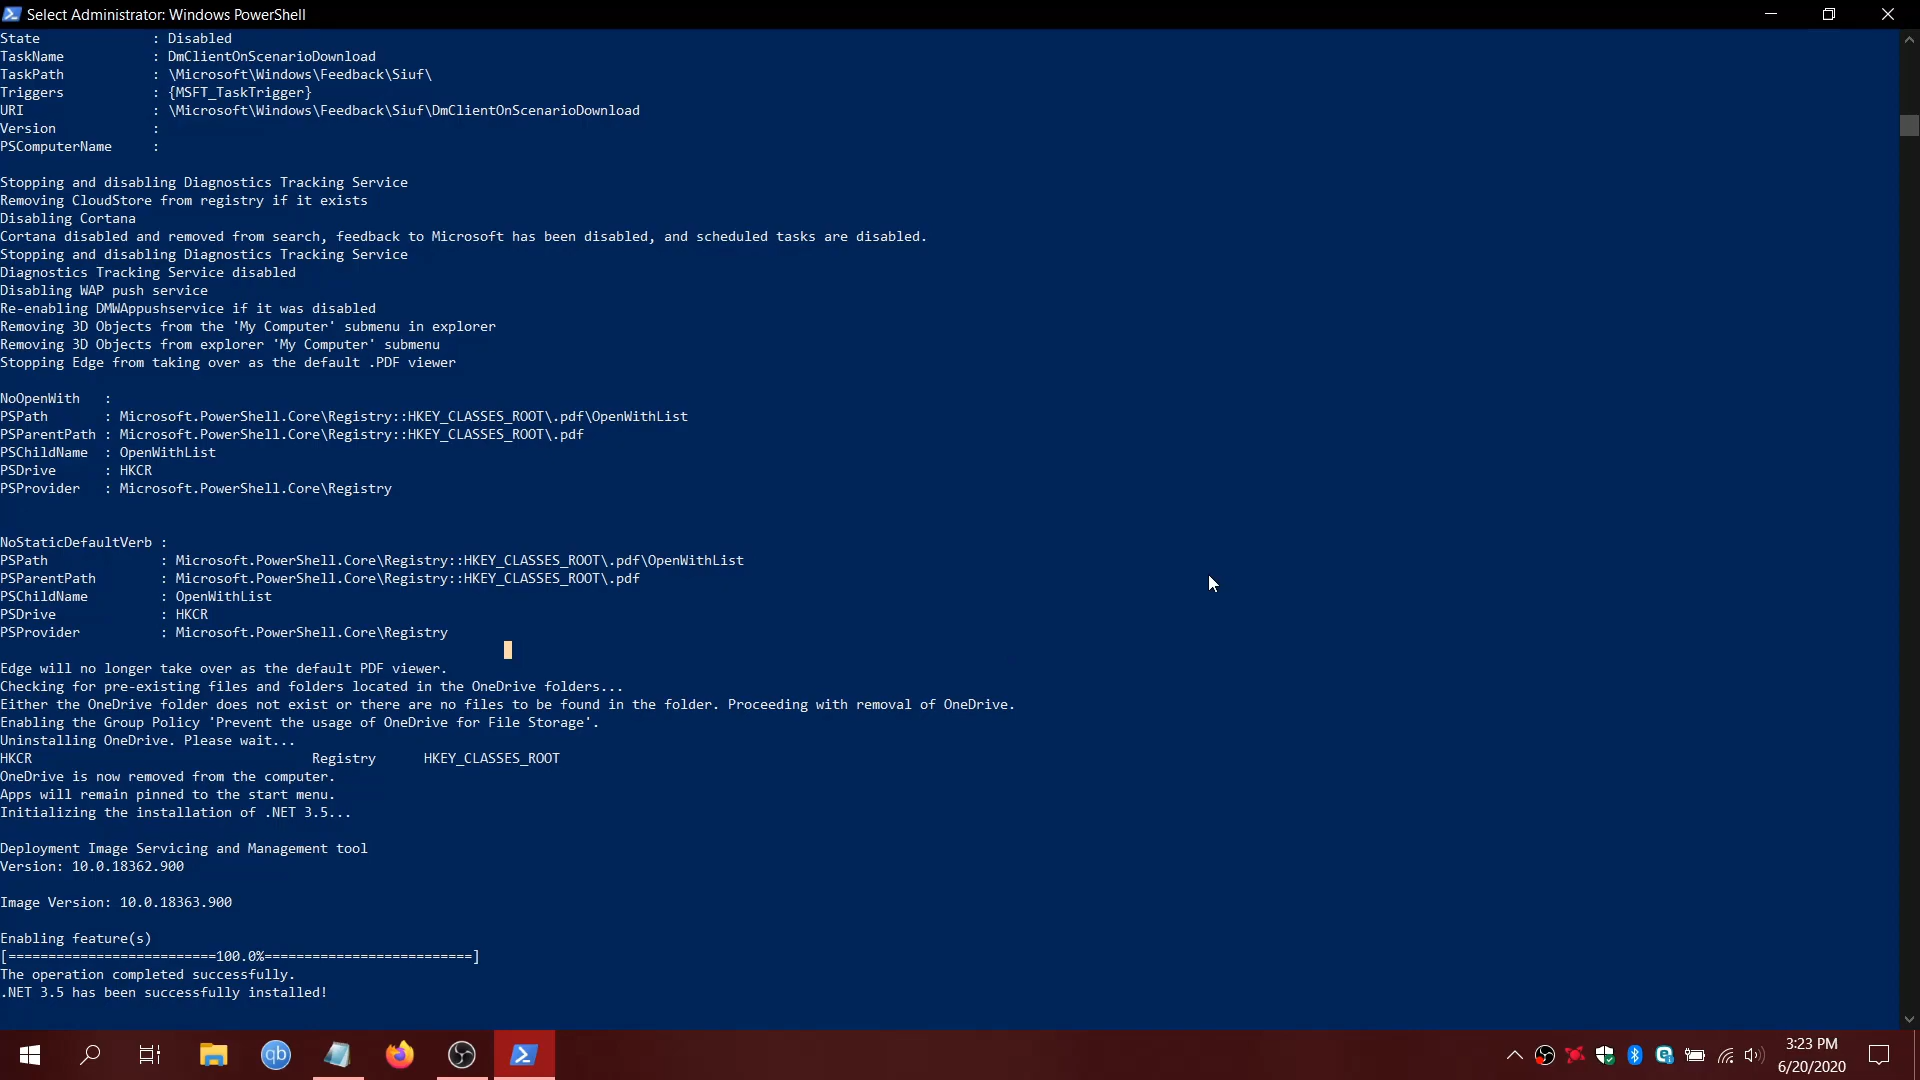 Select Administrator: Windows PowerShell
State : Disabled
TaskName : DmClientOnScenarioDownload
TaskPath : \Microsoft\Windows\Feedback\Siuf\
Triggers : {MSFT_TaskTrigger}
URI : \Microsoft\Windows\Feedback\Siuf\DmClientOnScenarioDownload
Version :
PSComputerName :
Stopping and disabling Diagnostics Tracking Service
Removing CloudStore from registry if it exists
Disabling Cortana
Cortana disabled and removed from search, feedback to Microsoft has been disabled, and scheduled tasks are disabled.
Stopping and disabling Diagnostics Tracking Service
Diagnostics Tracking Service disabled
Disabling WAP push service
Re-enabling DMWAppushservice if it was disabled
Removing 3D Objects from the 'My Computer' submenu in explorer
Removing 3D Objects from explorer 'My Computer' submenu
Stopping Edge from taking over as the default .PDF viewer
NoOpenWith :
PSPath : Microsoft.PowerShell.Core\Registry::HKEY_CLASSES_ROOT\.pdf\OpenWithList
PSParentPath : Microsoft.PowerShell.Core\Registry::HKEY_CLASSES_ROOT\.pdf
PSChildName : OpenWithList
PSDrive : HKCR
PSProvider : Microsoft.PowerShell.Core\Registry
NoStaticDefaultVerb :
PSPath : Microsoft.PowerShell.Core\Registry::HKEY_CLASSES_ROOT\.pdf\OpenWithList
PSParentPath : Microsoft.PowerShell.Core\Registry::HKEY_CLASSES_ROOT\.pdf
PSChildName : OpenWithList
PSDrive : HKCR
PSProvider : Microsoft.PowerShell.Core\Registry
Edge will no longer take over as the default PDF viewer.
Checking for pre-existing files and folders located in the OneDrive folders...
Either the OneDrive folder does not exist or there are no files to be found in the folder. Proceeding with removal of OneDrive.
Enabling the Group Policy 'Prevent the usage of OneDrive for File Storage'.
Uninstalling OneDrive. Please wait...
HKCR Registry HKEY_CLASSES_ROOT
OneDrive is now removed from the computer.
Apps will remain pinned to the start menu.
Initializing the installation of .NET 3.5...
Deployment Image Servicing and Management tool
Version: 10.0.18362.900
Image Version: 10.0.18363.900
Enabling feature(s)
[==========================100.0%==========================]
The operation completed successfully.
.NET 3.5 has been successfully installed!
qb
3:23 PM
6/20/2020